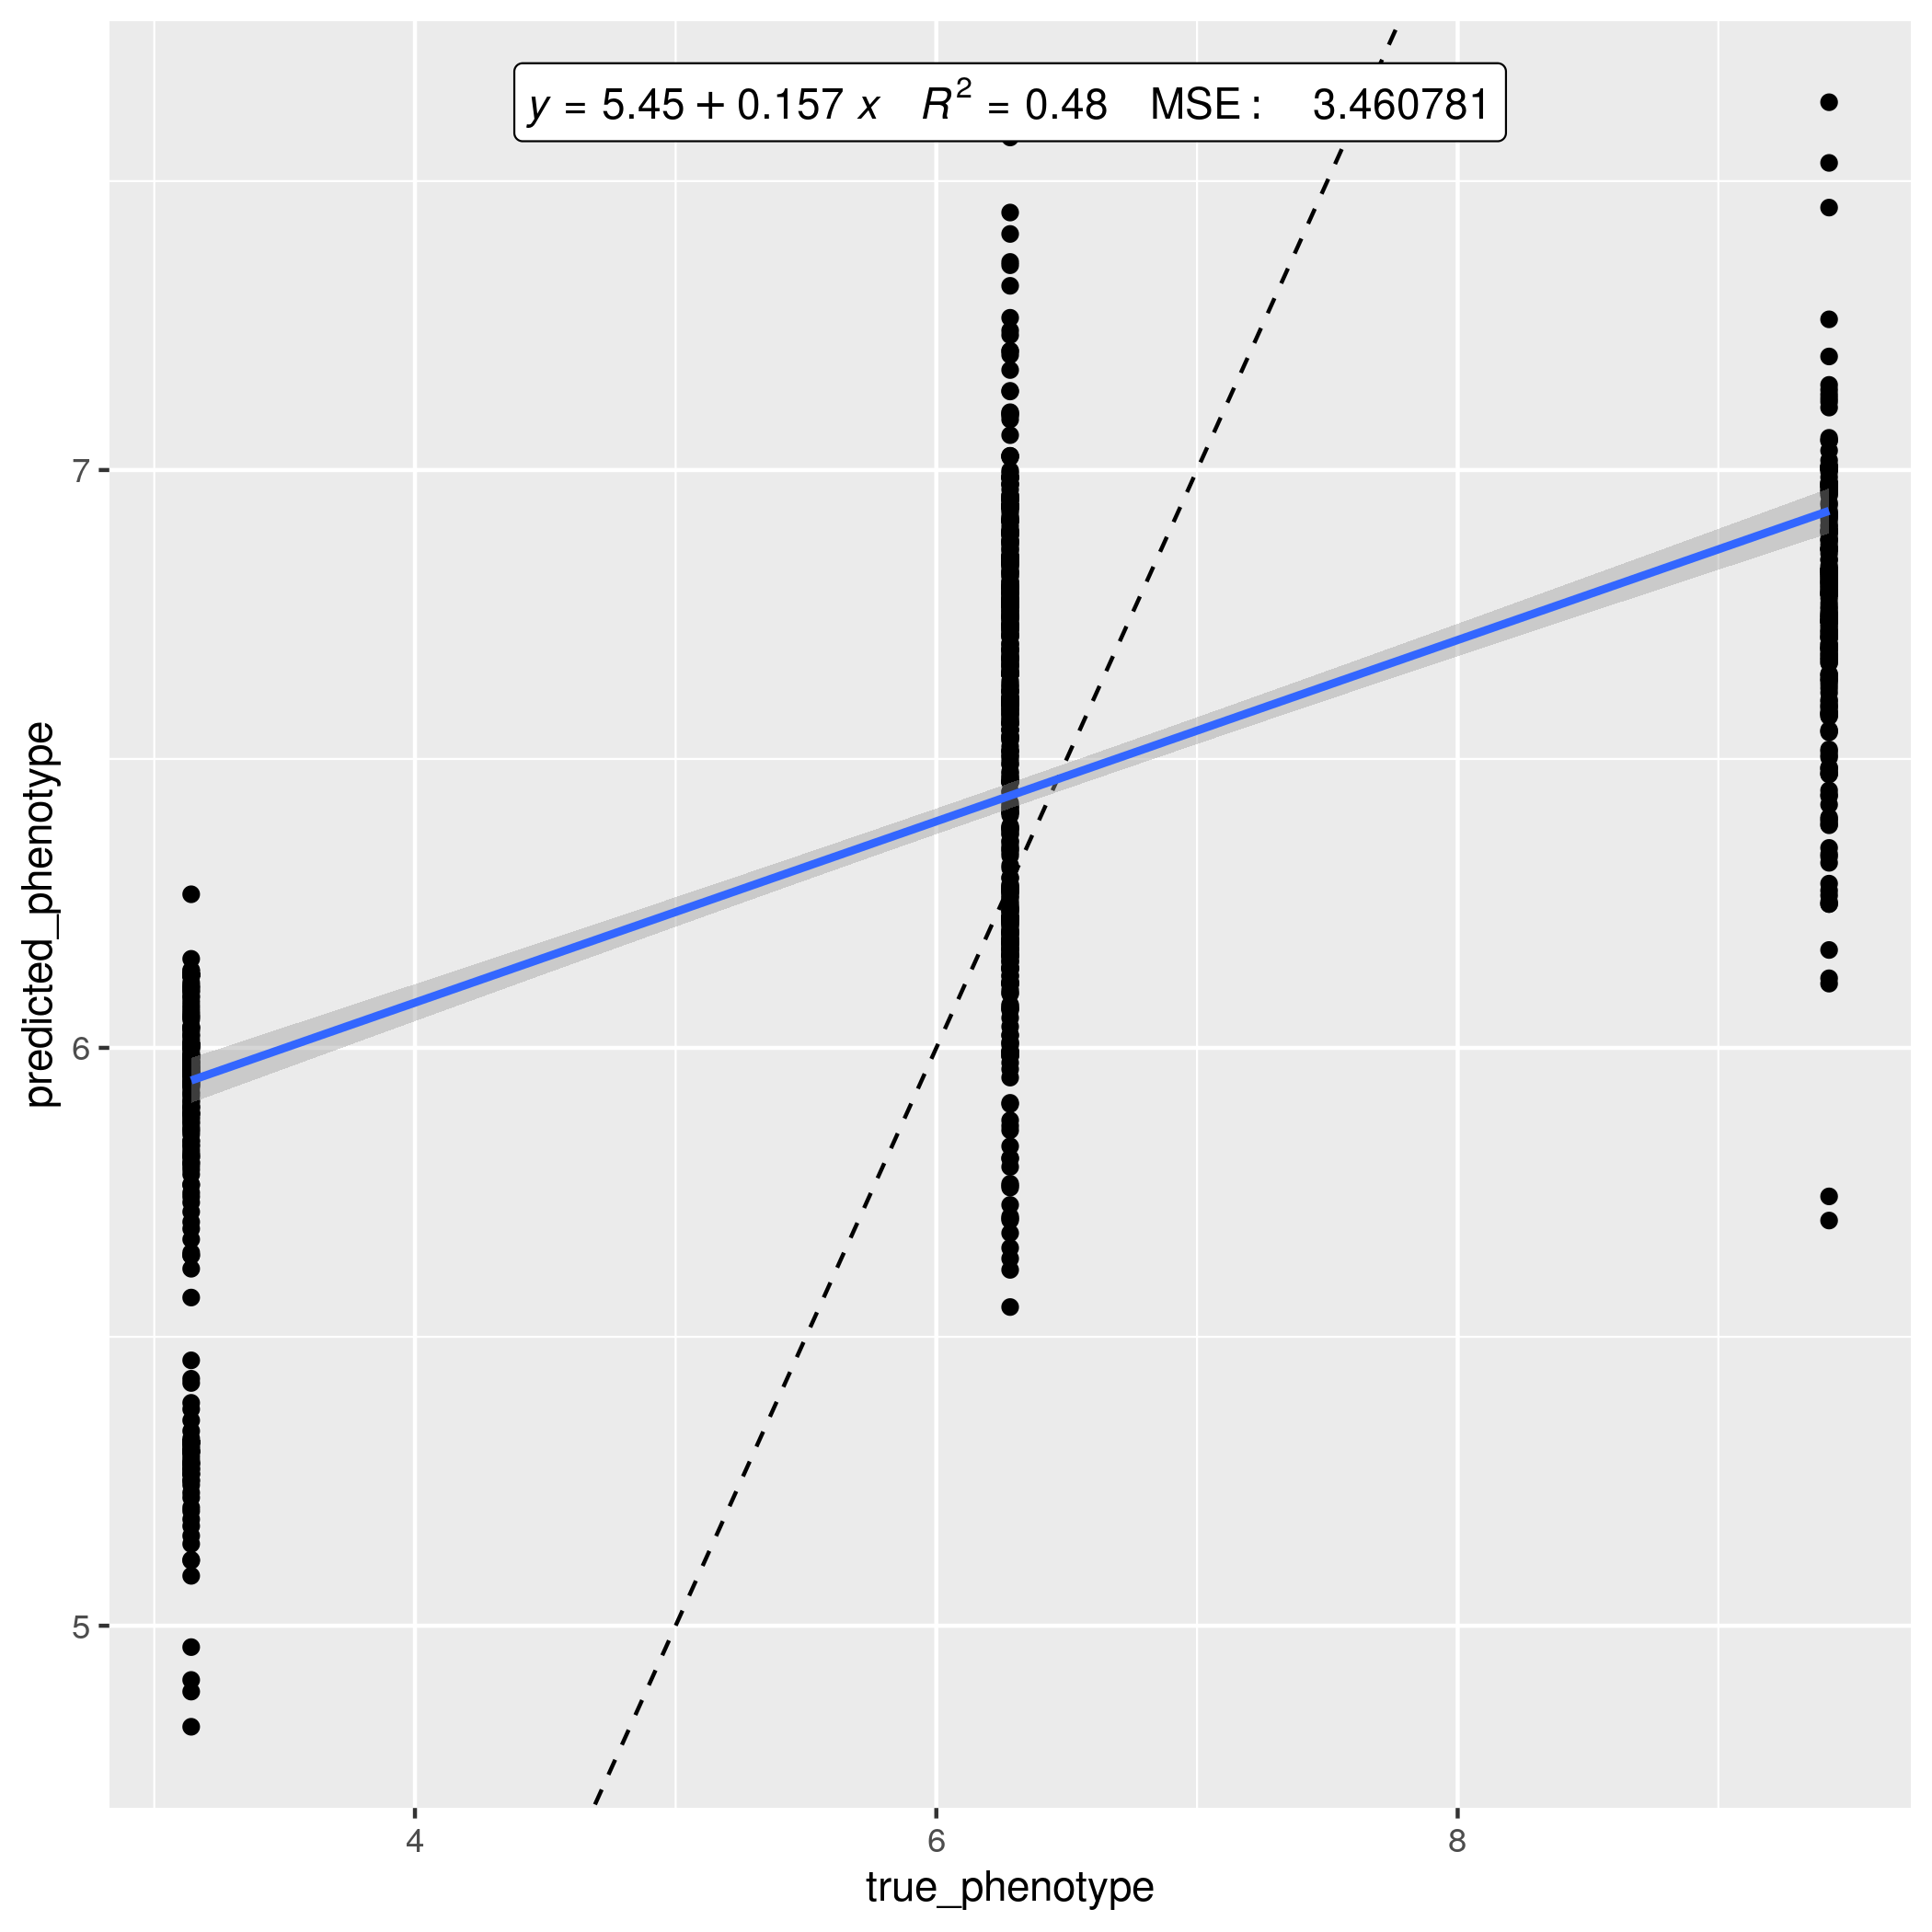 y = 5.45 + 0.157 x R² = 0.48 MSE : 3.460781
7
6
5
predicted_phenotype
4 6 8
true_phenotype